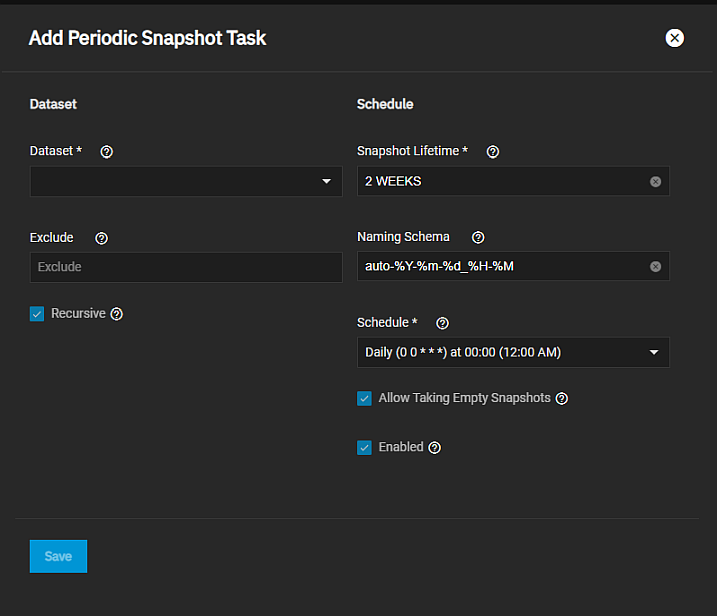 Add Periodic Snapshot Task
Dataset
Dataset *
Exclude
Exclude
Recursive
Schedule
Snapshot Lifetime *
2 WEEKS
Naming Schema
auto-%Y-%m-%d_%H-%M
Schedule *
Daily (0 0 * * *) at 00:00 (12:00 AM)
Allow Taking Empty Snapshots
Enabled
Save